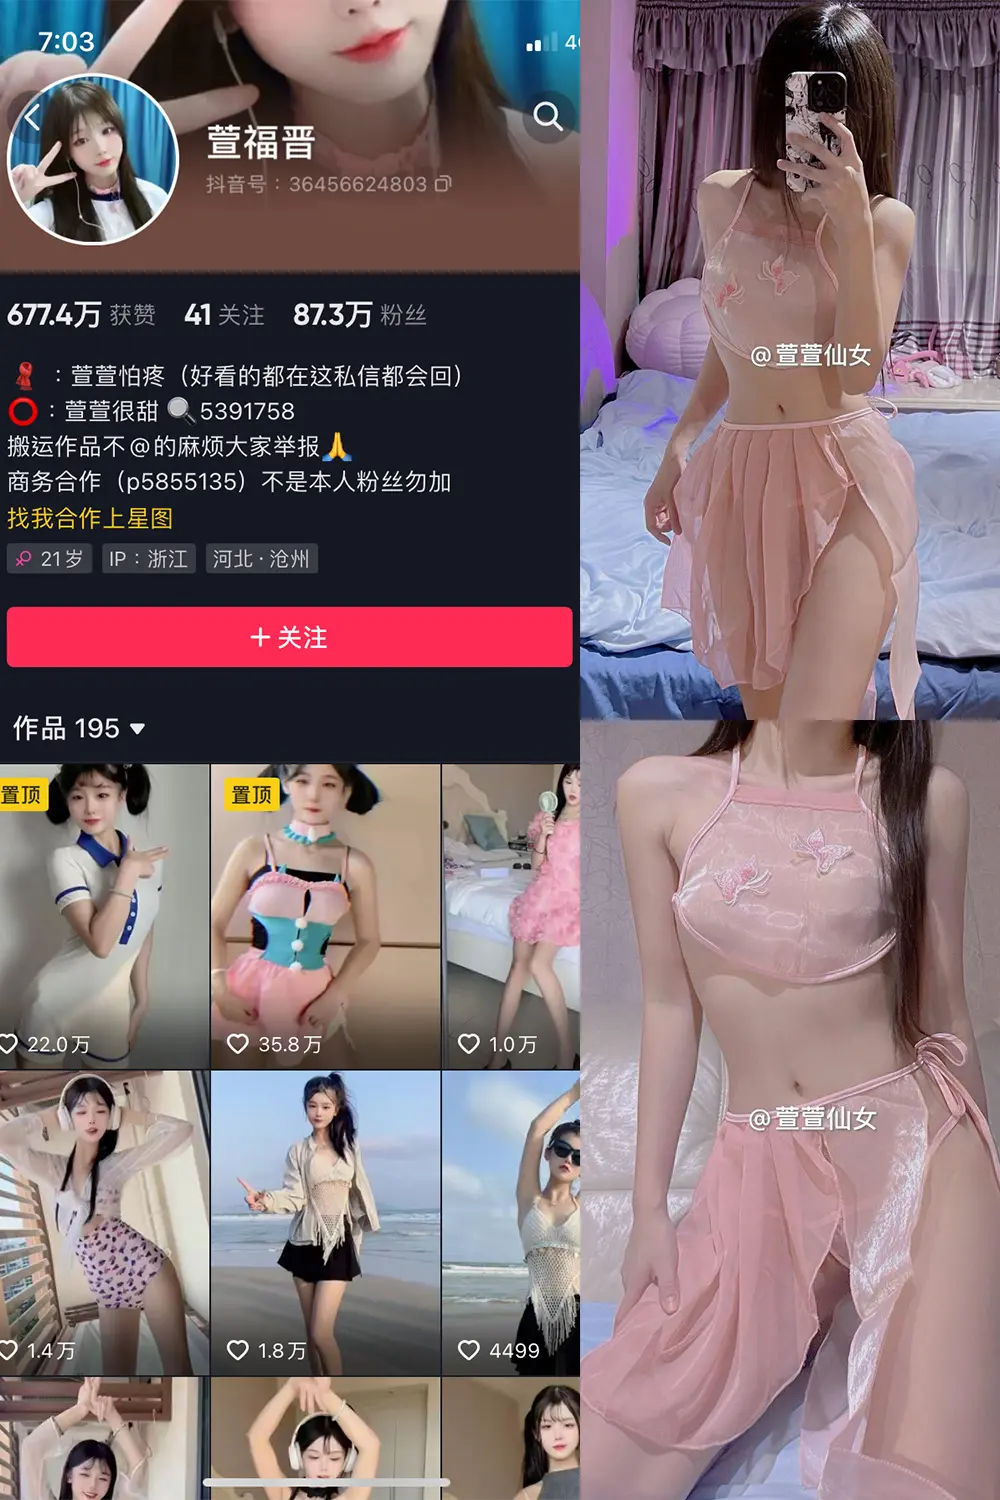 7:03
4G
萱福晋
抖音号：36456624803
677.4万 获赞 41 关注 87.3万 粉丝
：萱萱怕疼（好看的都在这私信都会回）
：萱萱很甜 🔍5391758
搬运作品不@的麻烦大家举报🙏
商务合作（p5855135）不是本人粉丝勿加
找我合作上星图
21岁 IP：浙江 河北·沧州
+ 关注
作品 195
置顶 置顶
22.0万 35.8万 1.0万
1.4万 1.8万 4499
@萱萱仙女
@萱萱仙女